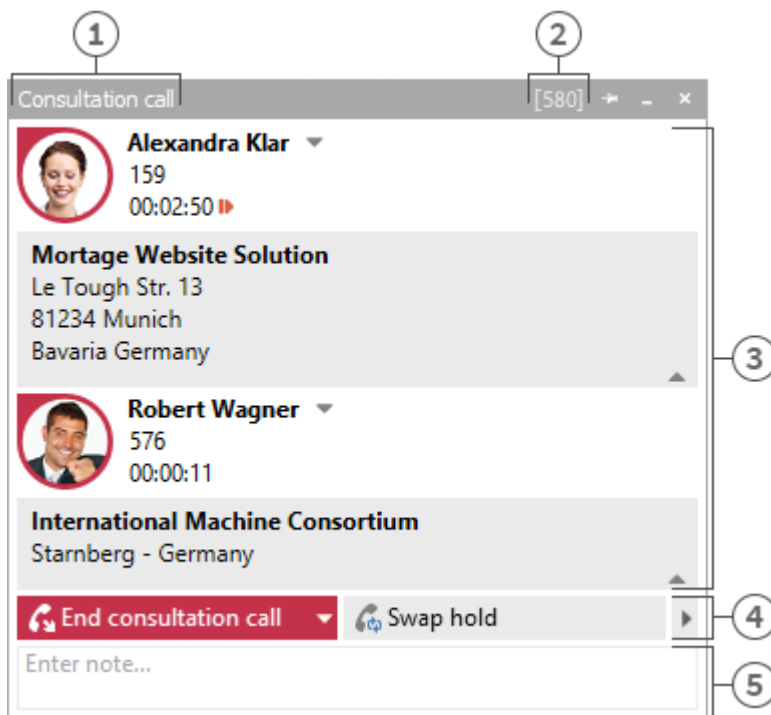 1
2
Consultation call [580]
Alexandra Klar
159
00:02:50
Mortage Website Solution
Le Tough Str. 13
81234 Munich
Bavaria Germany
3
Robert Wagner
576
00:00:11
International Machine Consortium
Starnberg - Germany
End consultation call Swap hold
4
Enter note...
5